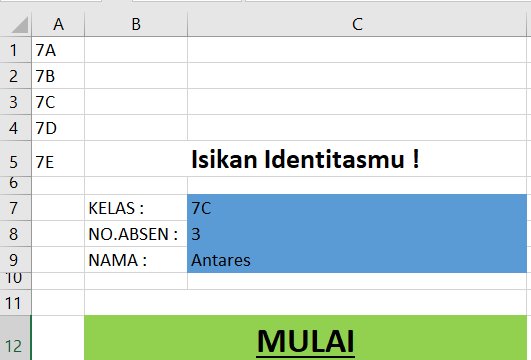 A B C
1 7A
2 7B
3 7C
4 7D
5 7E Isikan Identitasmu !
6
7 KELAS : 7C
8 NO.ABSEN : 3
9 NAMA : Antares
10
11
12 MULAI